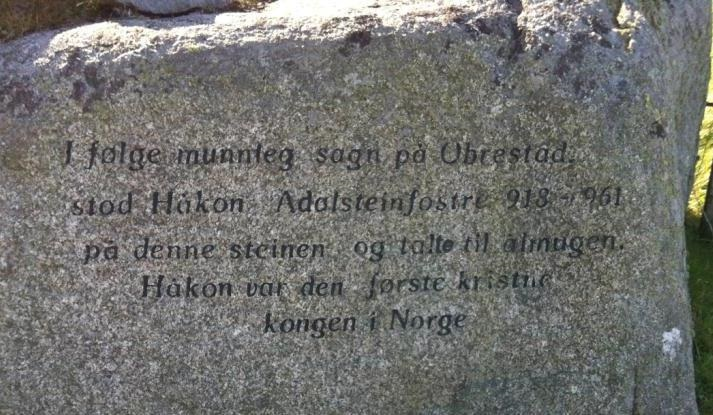 I følge munnleg sagn på Obrestad.
stod Håkon Adalsteinfostre 918 - 961
på denne steinen og talte til almugen.
Håkon var den første kristne
kongen i Norge